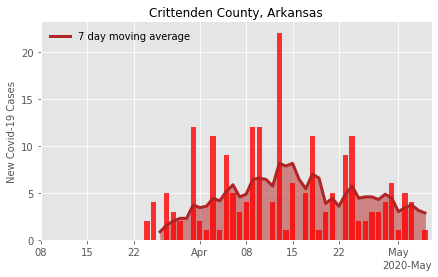 Crittenden County, Arkansas
7 day moving average
New Covid-19 Cases
20
15
10
5
0
08 15 22 Apr 08 15 22 May
2020-May